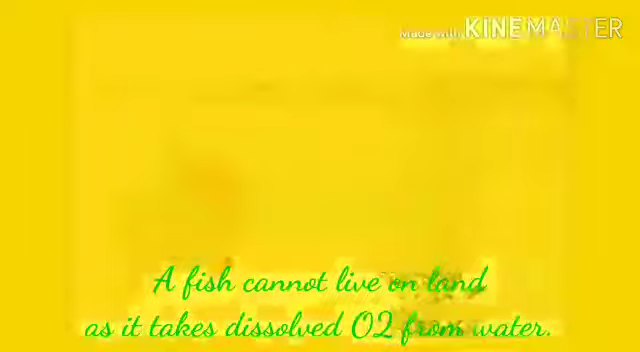 Made with KINEMASTER
A fish cannot live on land
as it takes dissolved O2 from water.